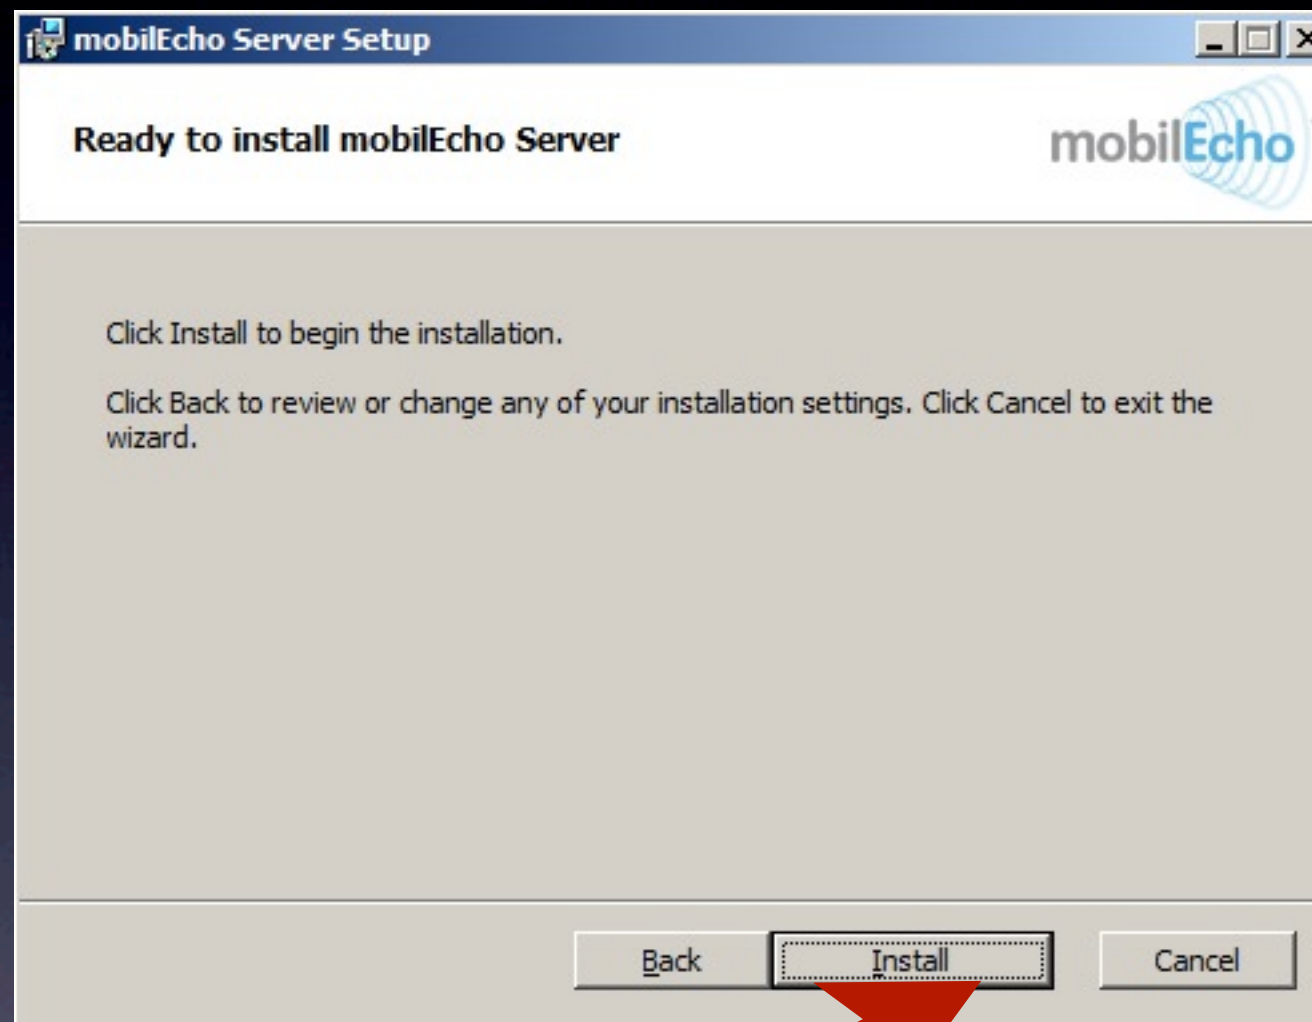 mobilEcho Server Setup
Ready to install mobilEcho Server
mobilEcho
Click Install to begin the installation.
Click Back to review or change any of your installation settings. Click Cancel to exit the
wizard.
Back Install Cancel